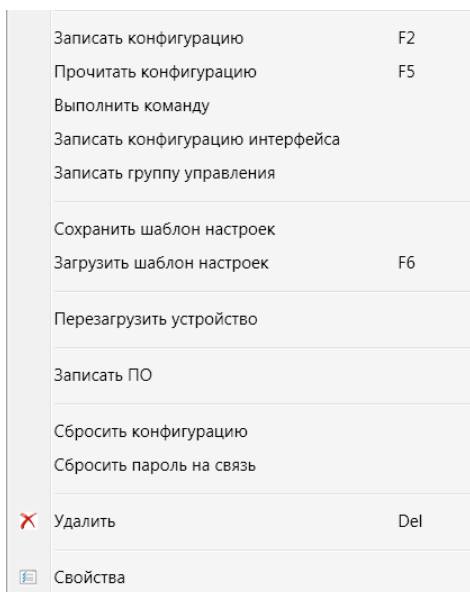 Записать конфигурацию F2
Прочитать конфигурацию F5
Выполнить команду
Записать конфигурацию интерфейса
Записать группу управления
Сохранить шаблон настроек
Загрузить шаблон настроек F6
Перезагрузить устройство
Записать ПО
Сбросить конфигурацию
Сбросить пароль на связь
Удалить Del
Свойства